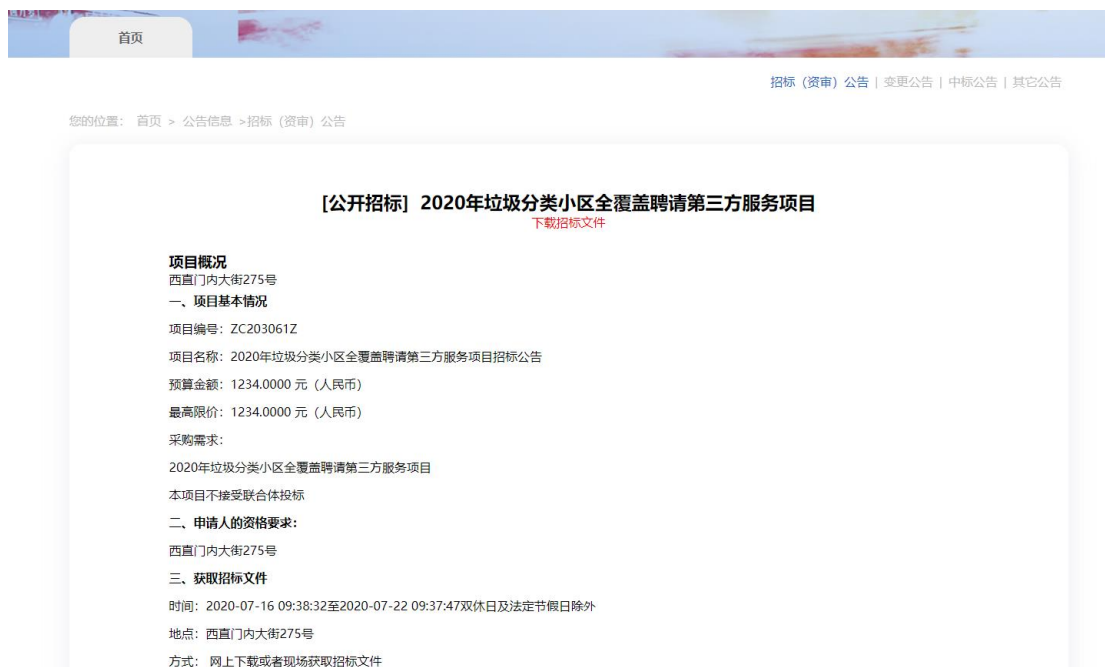 首页
招标（资审）公告 | 变更公告 | 中标公告 | 其它公告
您的位置： 首页 > 公告信息 >招标（资审）公告
[公开招标] 2020年垃圾分类小区全覆盖聘请第三方服务项目
下载招标文件
项目概况
西直门内大街275号
一、项目基本情况
项目编号：ZC203061Z
项目名称：2020年垃圾分类小区全覆盖聘请第三方服务项目招标公告
预算金额：1234.0000 元（人民币）
最高限价：1234.0000 元（人民币）
采购需求：
2020年垃圾分类小区全覆盖聘请第三方服务项目
本项目不接受联合体投标
二、申请人的资格要求：
西直门内大街275号
三、获取招标文件
时间：2020-07-16 09:38:32至2020-07-22 09:37:47双休日及法定节假日除外
地点：西直门内大街275号
方式： 网上下载或者现场获取招标文件